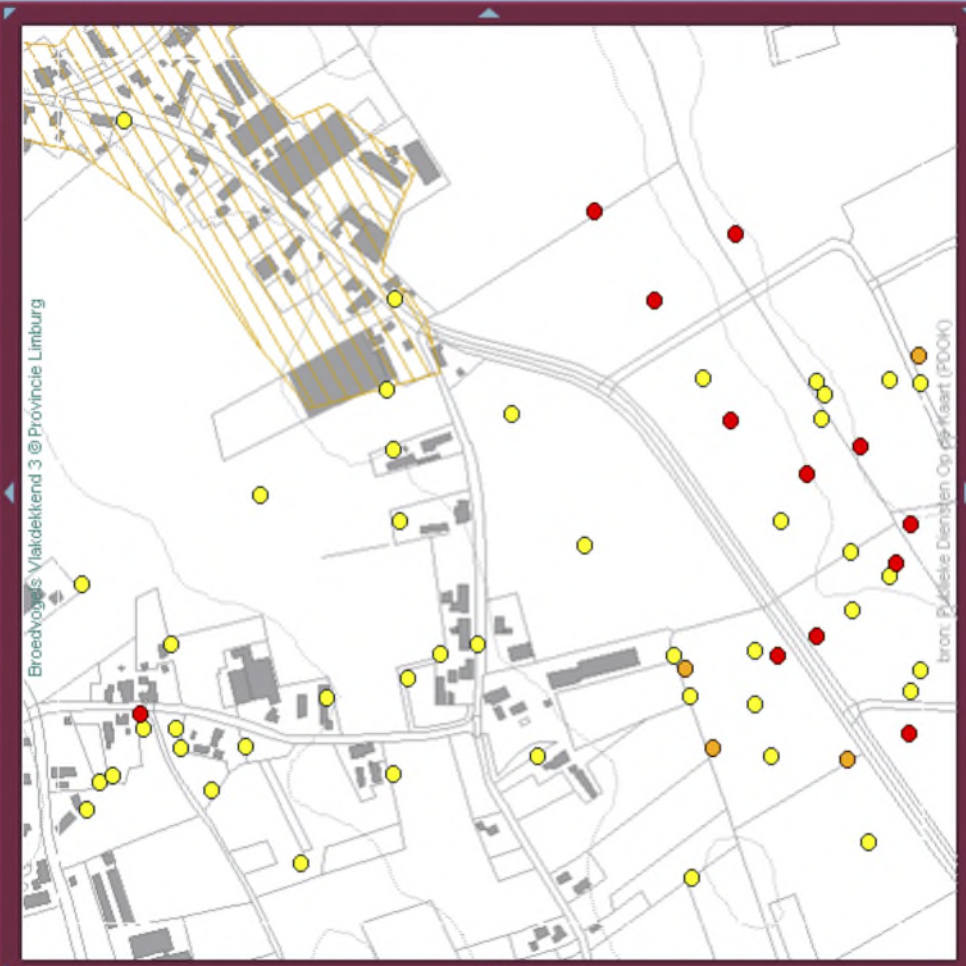 Broedvogels Vlakdekkend 3 @ Provincie Limburg
bron: Publieke Diensten Op de Kaart (PDOK)